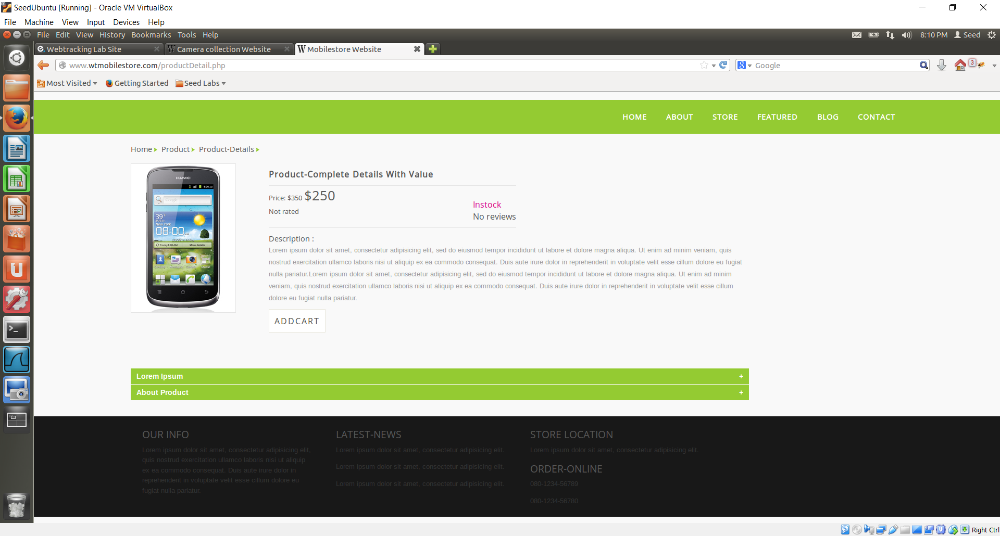 SeedUbuntu [Running] - Oracle VM VirtualBox
File Machine View Input Devices Help
File Edit View History Bookmarks Tools Help
8:10 PM Seed
Webtracking Lab Site
Camera collection Website
Mobilestore Website
www.wtmobilestore.com/productDetail.php
Google
3
Most Visited
Getting Started
Seed Labs
HOME ABOUT STORE FEATURED BLOG CONTACT
Home Product Product-Details
HUAWEI
8:00 AM
Google
39°
New York
08:00
Today 6:00 AM More details
Market
Product-Complete Details With Value
Price: $350 $250
Not rated
Instock
No reviews
Description :
Lorem ipsum dolor sit amet, consectetur adipisicing elit, sed do eiusmod tempor incididunt ut labore et dolore magna aliqua. Ut enim ad minim veniam, quis
nostrud exercitation ullamco laboris nisi ut aliquip ex ea commodo consequat. Duis aute irure dolor in reprehenderit in voluptate velit esse cillum dolore eu fugiat
nulla pariatur.Lorem ipsum dolor sit amet, consectetur adipisicing elit, sed do eiusmod tempor incididunt ut labore et dolore magna aliqua. Ut enim ad minim
veniam, quis nostrud exercitation ullamco laboris nisi ut aliquip ex ea commodo consequat. Duis aute irure dolor in reprehenderit in voluptate velit esse cillum
dolore eu fugiat nulla pariatur.
ADDCART
Lorem Ipsum +
About Product +
OUR INFO
Lorem ipsum dolor sit amet, consectetur adipisicing elit,
quis nostrud exercitation ullamco laboris nisi ut aliquip
ex ea commodo consequat. Duis aute irure dolor in
reprehenderit in voluptate velit esse cillum dolore eu
fugiat nulla pariatur.
LATEST-NEWS
Lorem ipsum dolor sit amet, consectetur adipisicing elit.
Lorem ipsum dolor sit amet, consectetur adipisicing elit.
Lorem ipsum dolor sit amet, consectetur adipisicing elit.
STORE LOCATION
Lorem ipsum dolor sit amet, consectetur adipisicing elit.
ORDER-ONLINE
080-1234-56789
080-1234-56780
Right Ctrl